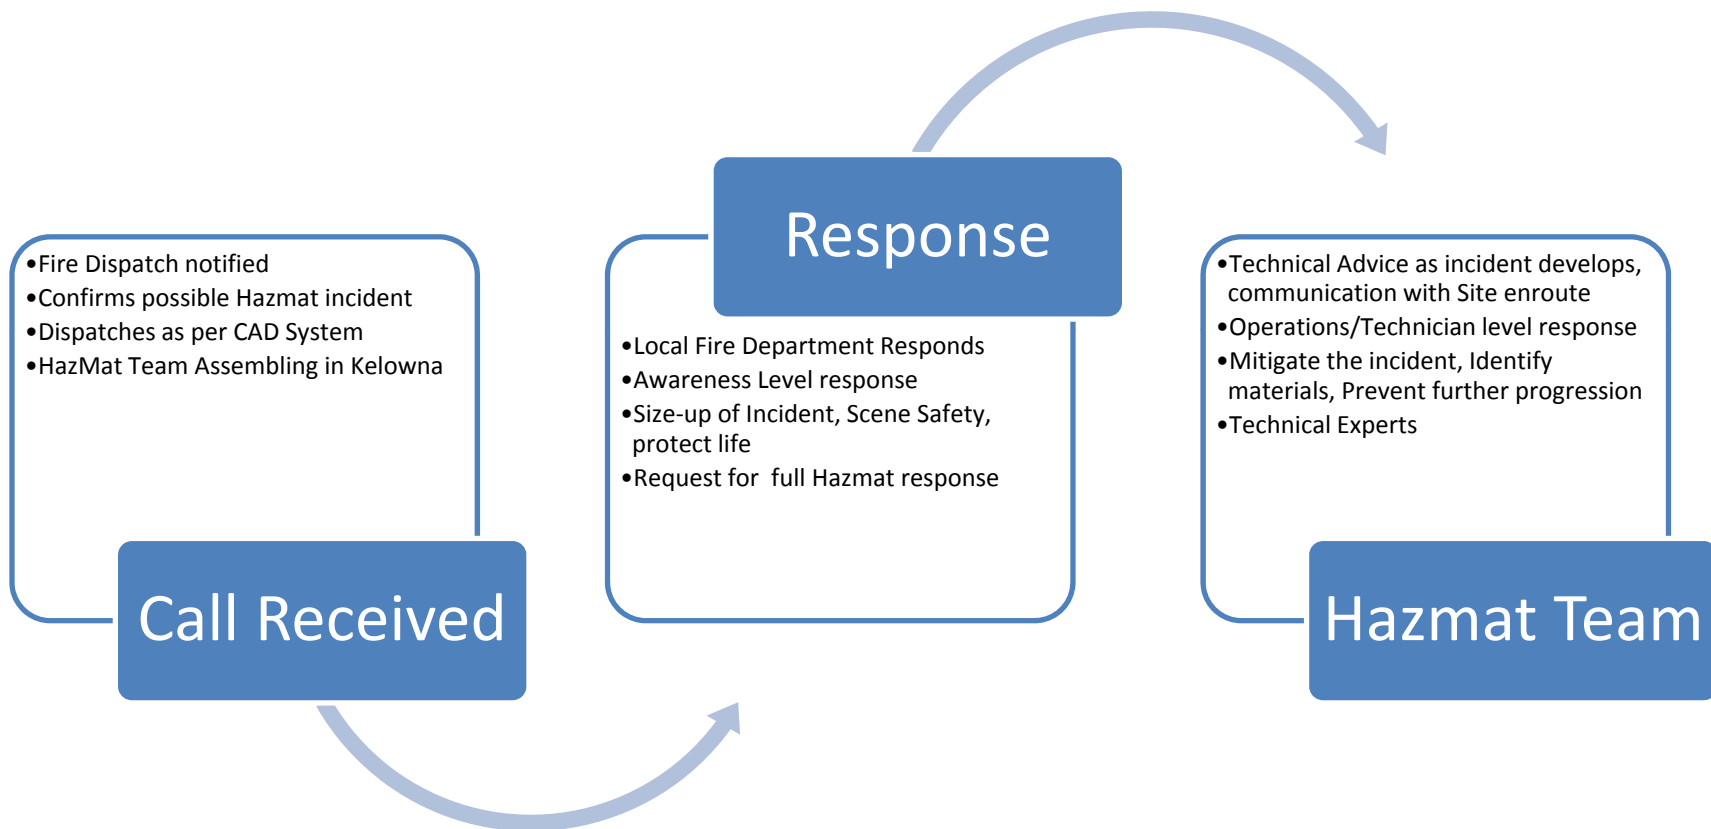 •Fire Dispatch notified
•Confirms possible Hazmat incident
•Dispatches as per CAD System
•HazMat Team Assembling in Kelowna
Call Received
Response
•Local Fire Department Responds
•Awareness Level response
•Size-up of Incident, Scene Safety,
protect life
•Request for  full Hazmat response
•Technical Advice as incident develops,
communication with Site enroute
•Operations/Technician level response
•Mitigate the incident, Identify
materials, Prevent further progression
•Technical Experts
Hazmat Team